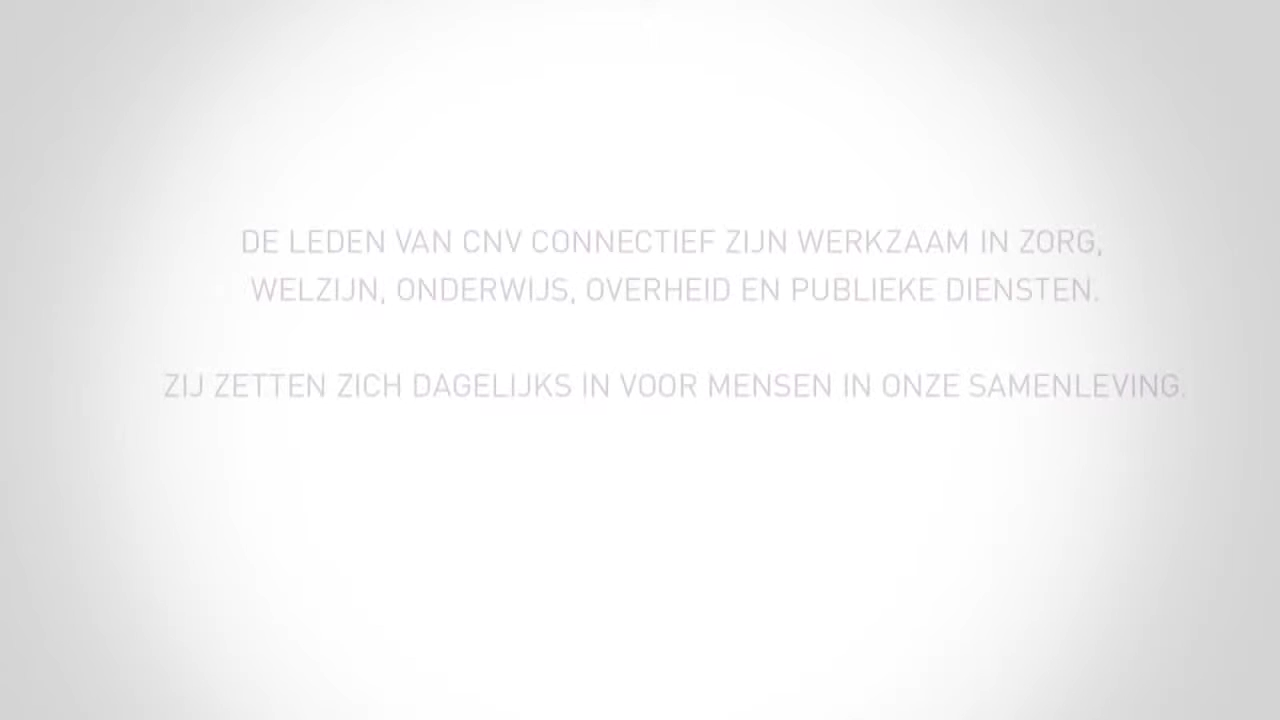 DE LEDEN VAN CNV CONNECTIEF ZIJN WERKZAAM IN ZORG,
WELZIJN, ONDERWIJS, OVERHEID EN PUBLIEKE DIENSTEN.
ZIJ ZETTEN ZICH DAGELIJKS IN VOOR MENSEN IN ONZE SAMENLEVING.